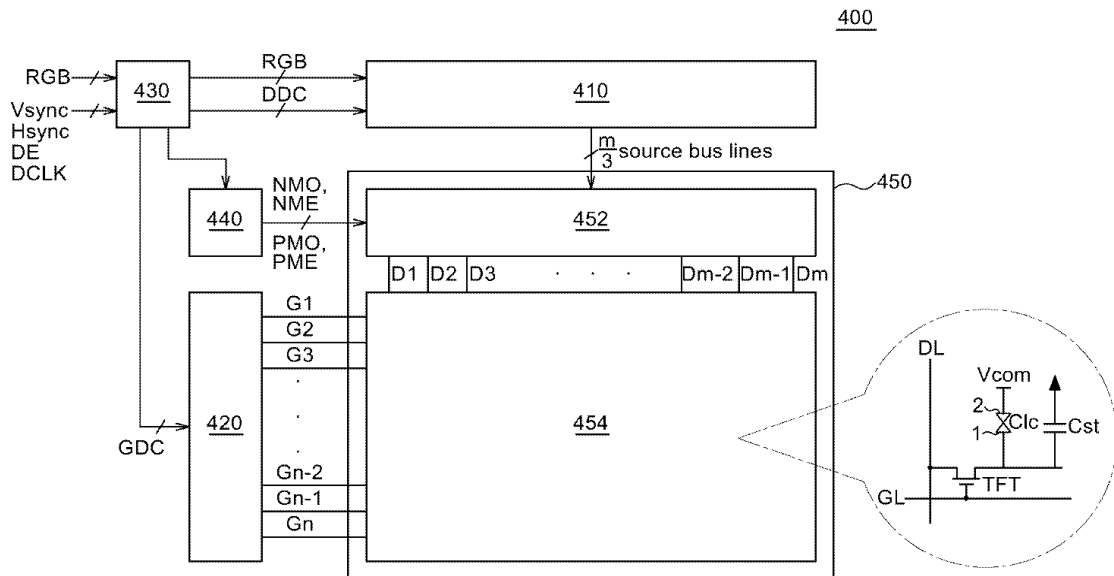 400
RGB
430
RGB
DDC
410
Vsync
Hsync
DE
DCLK
m/3 source bus lines
450
440
NMO,
NME
PMO,
PME
452
D1 D2 D3 . . . Dm-2 Dm-1 Dm
G1
G2
G3
.
.
.
Gn-2
Gn-1
Gn
GDC
420
454
DL
Vcom
2
1
Clc
Cst
TFT
GL